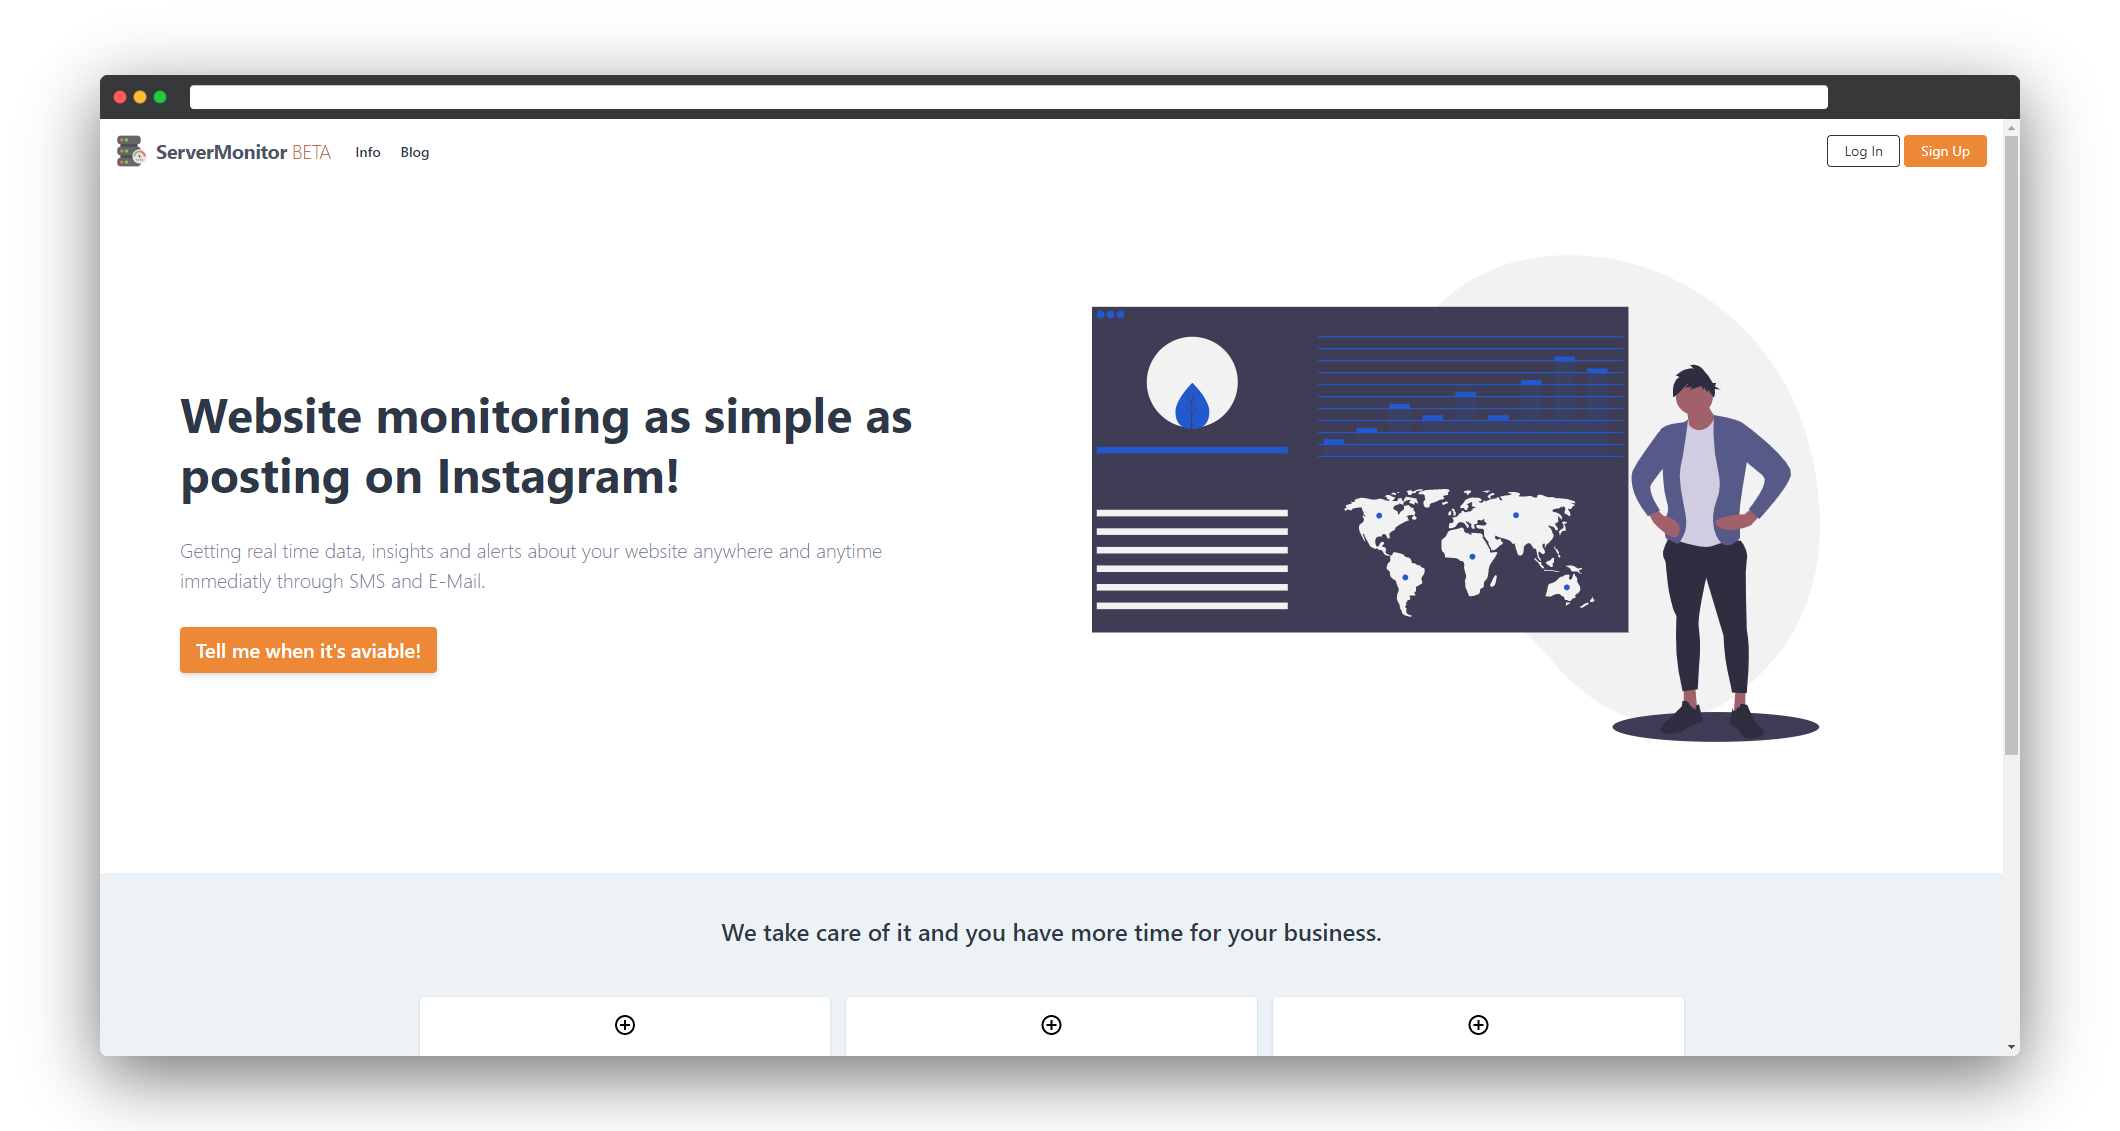 ServerMonitor BETA Info Blog Log In Sign Up
Website monitoring as simple as
posting on Instagram!
Getting real time data, insights and alerts about your website anywhere and anytime
immediatly through SMS and E-Mail.
Tell me when it's aviable!
We take care of it and you have more time for your business.